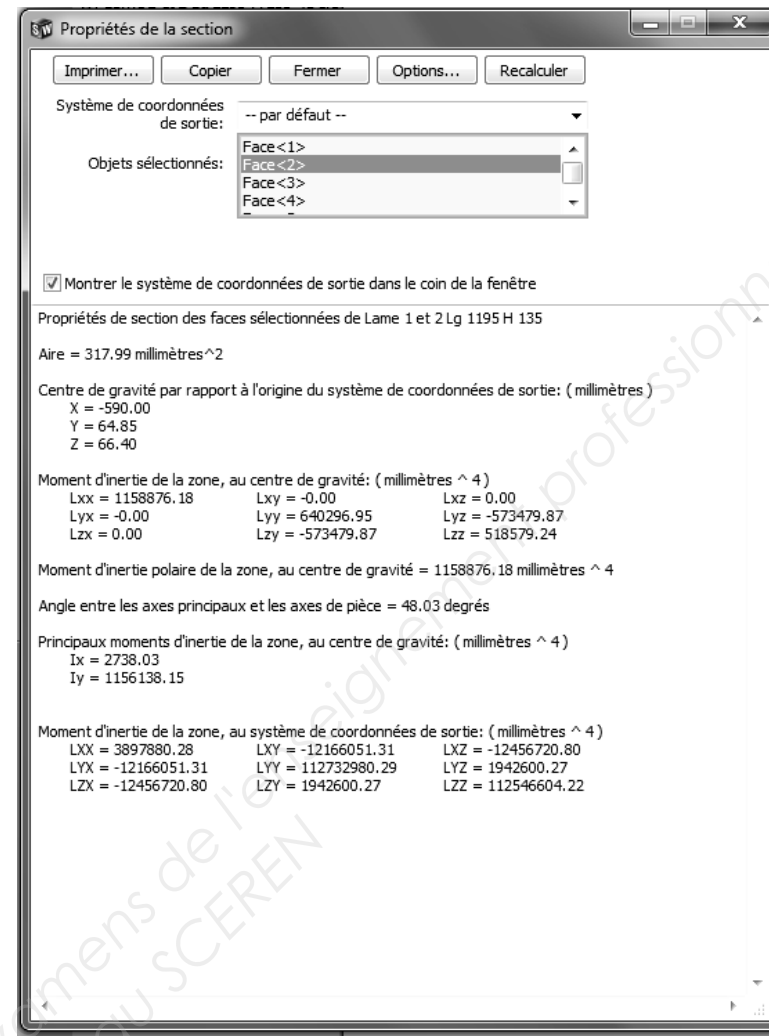 Propriétés de la section
Imprimer... Copier Fermer Options... Recalculer
Système de coordonnées de sortie: -- par défaut --
Objets sélectionnés:
Face<1>
Face<2>
Face<3>
Face<4>
Montrer le système de coordonnées de sortie dans le coin de la fenêtre
Propriétés de section des faces sélectionnées de Lame 1 et 2 Lg 1195 H 135
Aire = 317.99 millimètres^2
Centre de gravité par rapport à l'origine du système de coordonnées de sortie: ( millimètres )
X = -590.00
Y = 64.85
Z = 66.40
Moment d'inertie de la zone, au centre de gravité: ( millimètres ^ 4 )
Lxx = 1158876.18 Lxy = -0.00 Lxz = 0.00
Lyx = -0.00 Lyy = 640296.95 Lyz = -573479.87
Lzx = 0.00 Lzy = -573479.87 Lzz = 518579.24
Moment d'inertie polaire de la zone, au centre de gravité = 1158876.18 millimètres ^ 4
Angle entre les axes principaux et les axes de pièce = 48.03 degrés
Principaux moments d'inertie de la zone, au centre de gravité: ( millimètres ^ 4 )
Ix = 2738.03
Iy = 1156138.15
Moment d'inertie de la zone, au système de coordonnées de sortie: ( millimètres ^ 4 )
LXX = 3897880.28 LXY = -12166051.31 LXZ = -12456720.80
LYX = -12166051.31 LYY = 112732980.29 LYZ = 1942600.27
LZX = -12456720.80 LZY = 1942600.27 LZZ = 112546604.22
de l'enseignement
au SCEREN